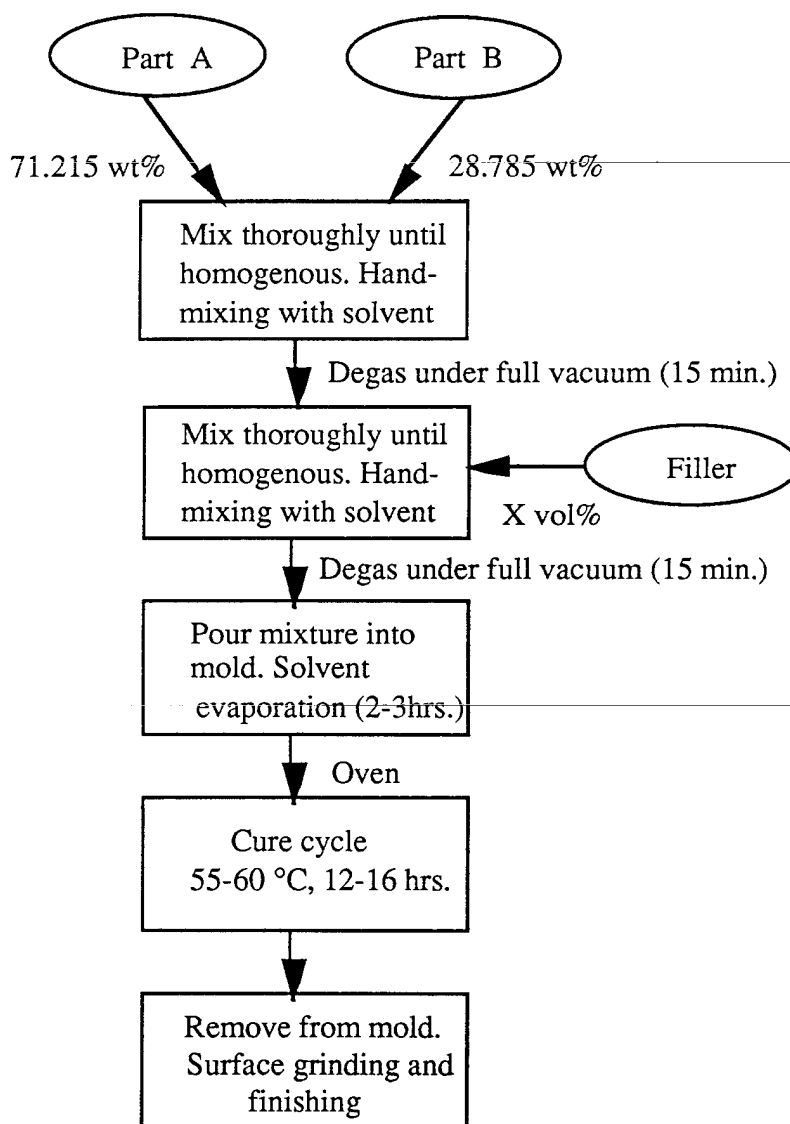 Part A
Part B
71.215 wt%
28.785 wt%
Mix thoroughly until
homogenous. Hand-
mixing with solvent
Degas under full vacuum (15 min.)
Mix thoroughly until
homogenous. Hand-
mixing with solvent
Filler
X vol%
Degas under full vacuum (15 min.)
Pour mixture into
mold. Solvent
evaporation (2-3hrs.)
Oven
Cure cycle
55-60 °C, 12-16 hrs.
Remove from mold.
Surface grinding and
finishing